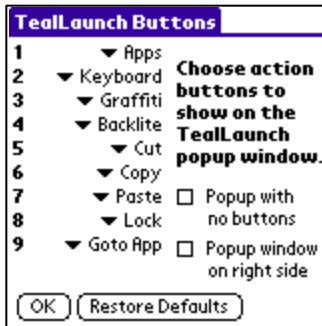 TealLaunch Buttons
1 Apps
2 Keyboard
3 Graffiti
4 Backlite
5 Cut
6 Copy
7 Paste
8 Lock
9 Goto App
Choose action
buttons to
show on the
TealLaunch
popup window.
Popup with
no buttons
Popup window
on right side
OK Restore Defaults